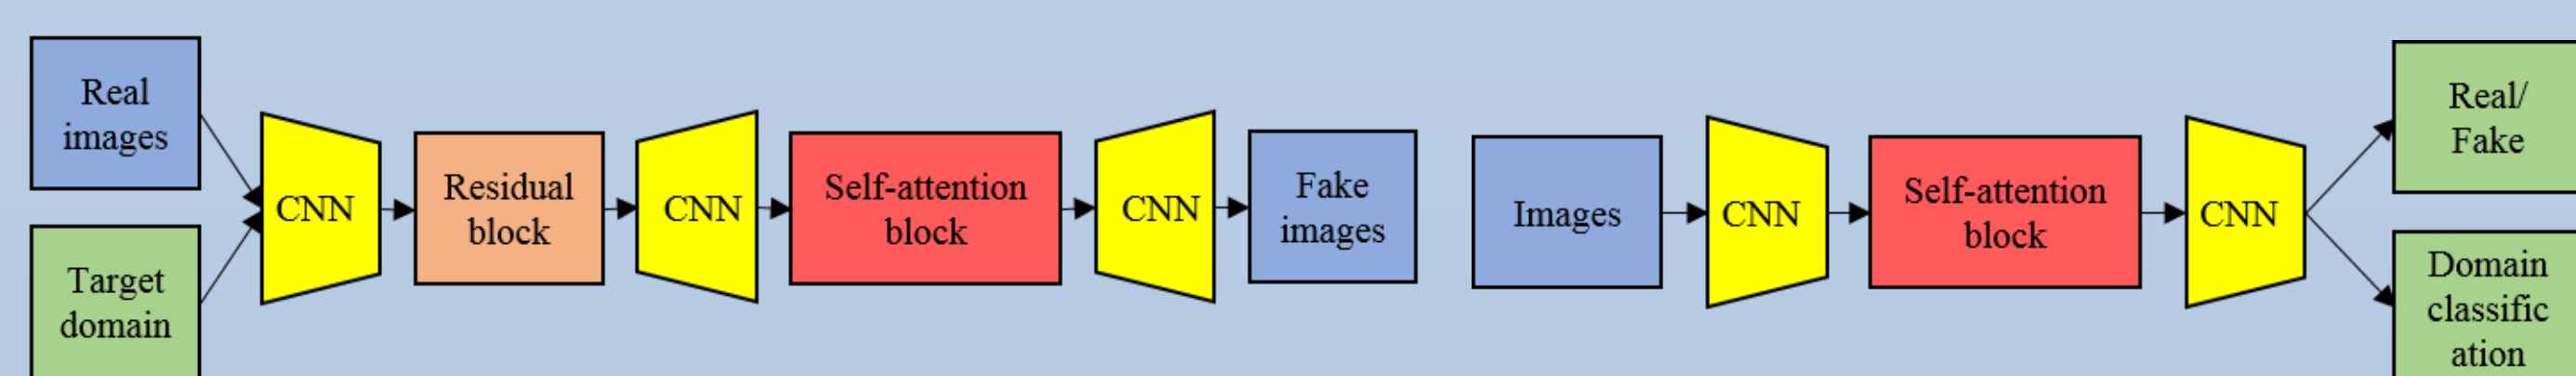 Real
images
Target
domain
CNN
Residual
block
CNN
Self-attention
block
CNN
Fake
images
Images
CNN
Self-attention
block
CNN
Real/
Fake
Domain
classific
ation